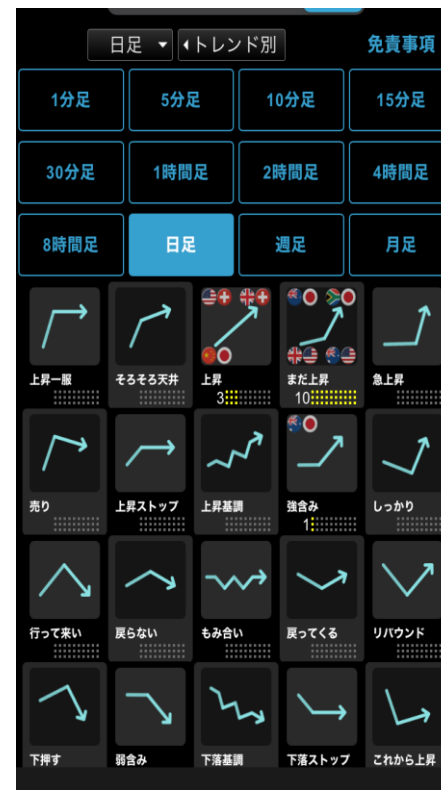 日足 ▼ トレンド別 免責事項
1分足 5分足 10分足 15分足
30分足 1時間足 2時間足 4時間足
8時間足 日足 週足 月足
上昇一服 そろそろ天井 上昇 まだ上昇 急上昇
3 10
売り 上昇ストップ 上昇基調 強含み しっかり
1
行って来い 戻らない もみ合い 戻ってくる リバウンド
下押す 弱含み 下落基調 下落ストップ これから上昇